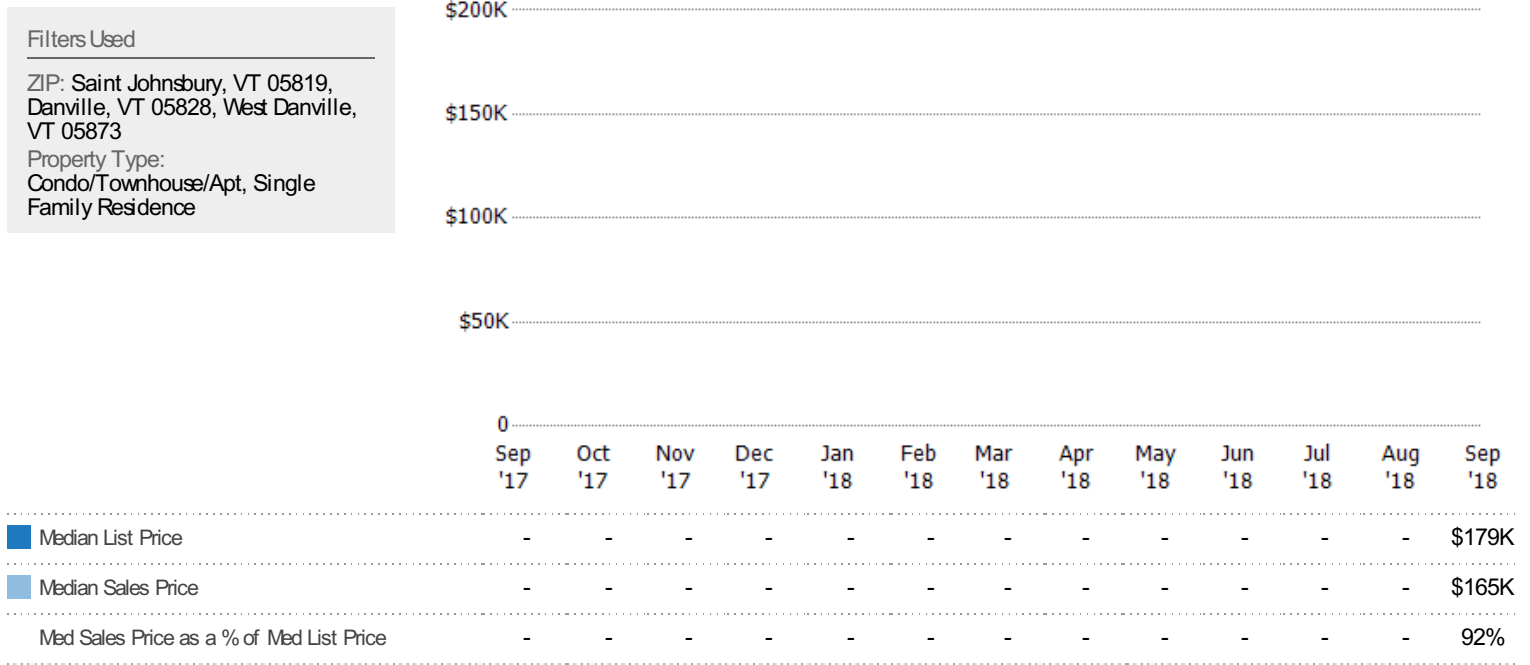 Filters Used
ZIP: Saint Johnsbury, VT 05819,
Danville, VT 05828, West Danville,
VT 05873
Property Type:
Condo/Townhouse/Apt, Single
Family Residence
$200K
$150K
$100K
$50K
0
Sep Oct Nov Dec Jan Feb Mar Apr May Jun Jul Aug Sep
'17 '17 '17 '17 '18 '18 '18 '18 '18 '18 '18 '18 '18
Median List Price - - - - - - - - - - - - $179K
Median Sales Price - - - - - - - - - - - - $165K
Med Sales Price as a % of Med List Price - - - - - - - - - - - - 92%